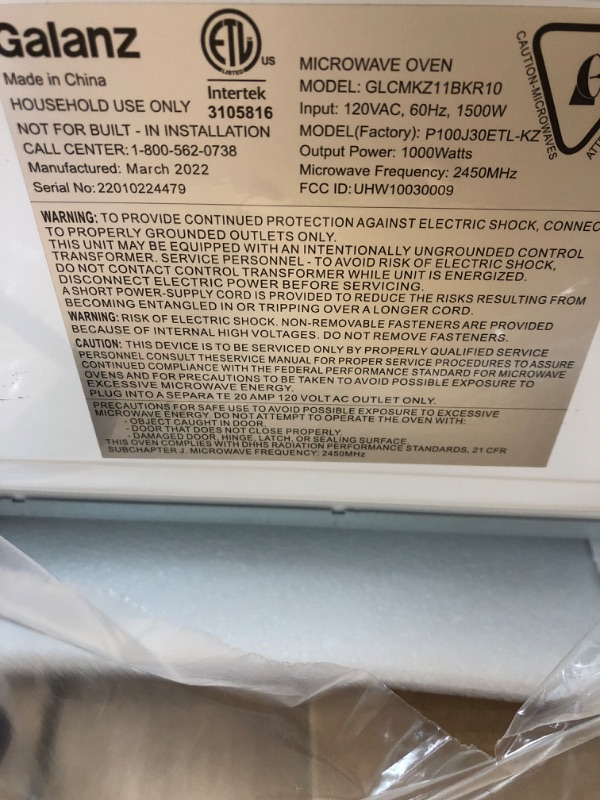 Galanz
ETL LISTED US
Intertek
3105816
Made in China
HOUSEHOLD USE ONLY
NOT FOR BUILT - IN INSTALLATION
CALL CENTER:1-800-562-0738
Manufactured: March 2022
Serial No:22010224479
MICROWAVE OVEN
MODEL: GLCMKZ11BKR10
Input: 120VAC, 60Hz, 1500W
MODEL(Factory): P100J30ETL-KZ
Output Power: 1000Watts
Microwave Frequency: 2450MHz
FCC ID:UHW10030009
CAUTION-MICROWAVES
WARNING: TO PROVIDE CONTINUED PROTECTION AGAINST ELECTRIC SHOCK, CONNEC
TO PROPERLY GROUNDED OUTLETS ONLY.
THIS UNIT MAY BE EQUIPPED WITH AN INTENTIONALLY UNGROUNDED CONTROL
TRANSFORMER. SERVICE PERSONNEL - TO AVOID RISK OF ELECTRIC SHOCK,
DO NOT CONTACT CONTROL TRANSFORMER WHILE UNIT IS ENERGIZED.
DISCONNECT ELECTRIC POWER BEFORE SERVICING.
A SHORT POWER-SUPPLY CORD IS PROVIDED TO REDUCE THE RISKS RESULTING FROM
BECOMING ENTANGLED IN OR TRIPPING OVER A LONGER CORD.
WARNING: RISK OF ELECTRIC SHOCK. NON-REMOVABLE FASTENERS ARE PROVIDED
BECAUSE OF INTERNAL HIGH VOLTAGES. DO NOT REMOVE FASTENERS.
CAUTION: THIS DEVICE IS TO BE SERVICED ONLY BY PROPERLY QUALIFIED SERVICE
PERSONNEL CONSULT THESERVICE MANUAL FOR PROPER SERVICE PROCEDURES TO ASSURE
CONTINUED COMPLIANCE WITH THE FEDERAL PERFORMANCE STANDARD FOR MICROWAVE
OVENS AND FOR PRECAUTIONS TO BE TAKEN TO AVOID POSSIBLE EXPOSURE TO
EXCESSIVE MICROWAVE ENERGY.
PLUG INTO A SEPARA TE 20 AMP 120 VOLT AC OUTLET ONLY.
PRECAUTIONS FOR SAFE USE TO AVOID POSSIBLE EXPOSURE TO EXCESSIVE
MICROWAVE ENERGY. DO NOT ATTEMPT TO OPERATE THE OVEN WITH:
- OBJECT CAUGHT IN DOOR.
- DOOR THAT DOES NOT CLOSE PROPERLY.
- DAMAGED DOOR, HINGE, LATCH, OR SEALING SURFACE.
THIS OVEN COMPLIES WITH DHHS RADIATION PERFORMANCE STANDARDS, 21 CFR
SUBCHAPTER J. MICROWAVE FREQUENCY: 2450MHz